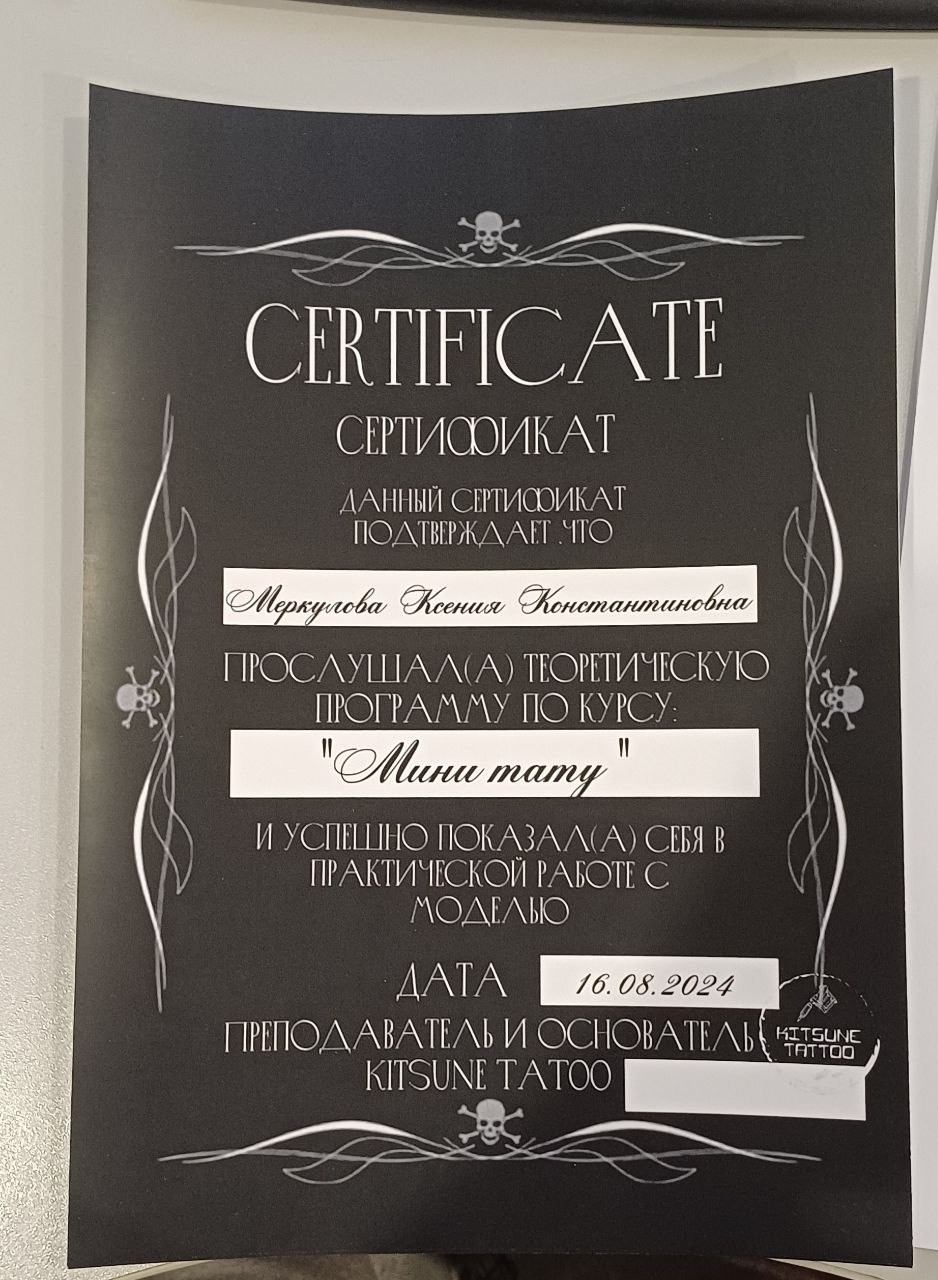 CERTIFICATE
СЕРТИФИКАТ
ДАННЫЙ СЕРТИФИКАТ
ПОДТВЕРЖДАЕТ ,ЧТО
Меркулова Ксения Константиновна
ПРОСЛУШАЛ(А) ТЕОРЕТИЧЕСКУЮ
ПРОГРАММУ ПО КУРСУ:
"Мини тату"
И УСПЕШНО ПОКАЗАЛ(А) СЕБЯ В
ПРАКТИЧЕСКОЙ РАБОТЕ С
МОДЕЛЬЮ
ДАТА 16.08.2024
ПРЕПОДАВАТЕЛЬ И ОСНОВАТЕЛЬ
KITSUNE TATOO
KITSUNE
TATTOO